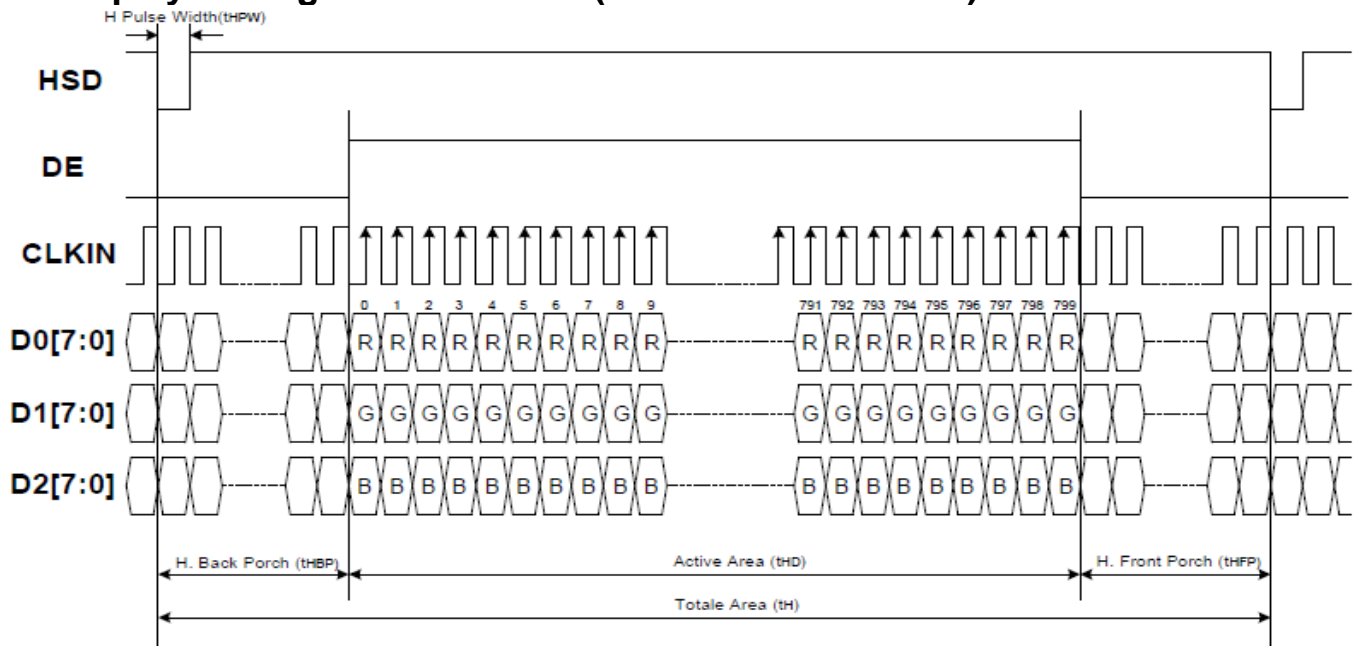 H Pulse Width(tHPW)
HSD
DE
CLKIN
0 1 2 3 4 5 6 7 8 9 791 792 793 794 795 796 797 798 799
D0[7:0] R R R R R R R R R R R R R R R R R R R
D1[7:0] G G G G G G G G G G G G G G G G G G G
D2[7:0] B B B B B B B B B B B B B B B B B B B
H. Back Porch (tHBP) Active Area (tHD) H. Front Porch (tHFP)
Totale Area (tH)